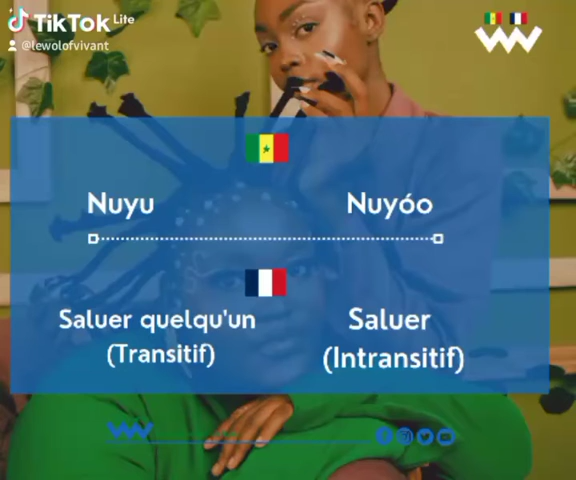 TikTok Lite
@lewolofvivant
Nuyu
Nuyóo
Saluer quelqu'un
(Transitif)
Saluer
(Intransitif)